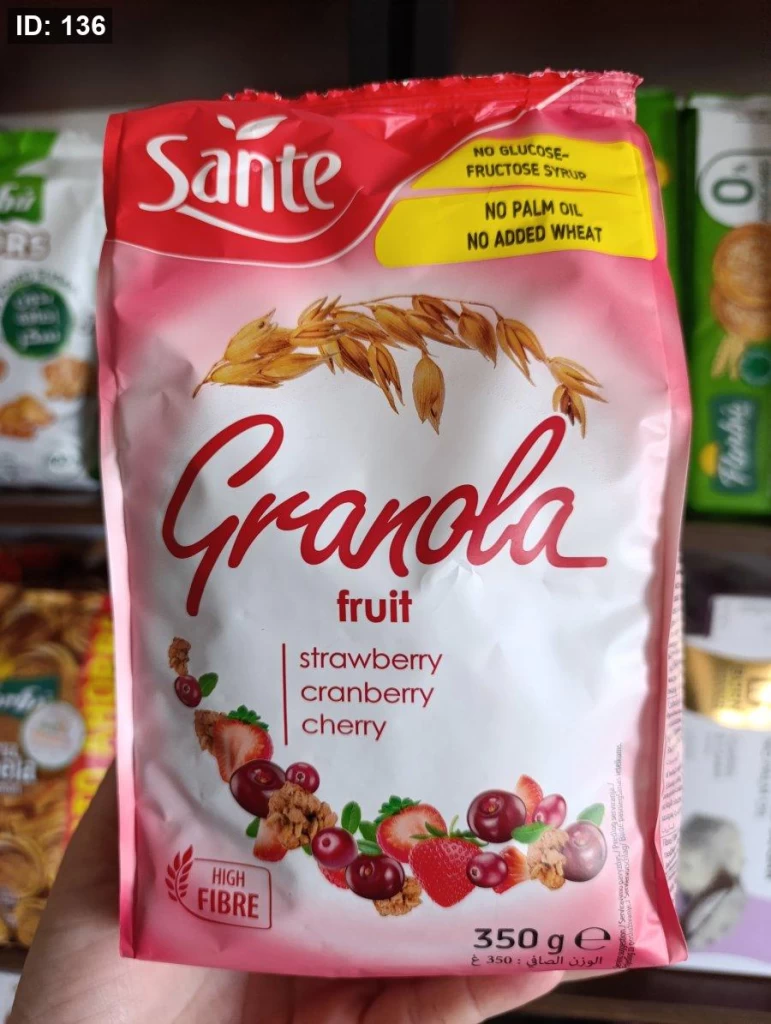 ID: 136
Sante
NO GLUCOSE-
FRUCTOSE SYRUP
NO PALM OIL
NO ADDED WHEAT
Granola
fruit
strawberry
cranberry
cherry
HIGH
FIBRE
350 g e
الوزن الصافي : 350 غ
0%